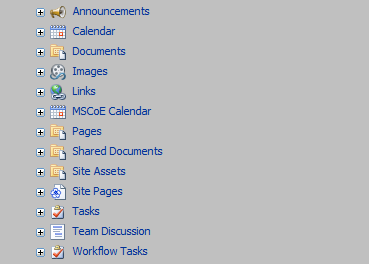 Announcements
Calendar
Documents
Images
Links
MSCoE Calendar
Pages
Shared Documents
Site Assets
Site Pages
Tasks
Team Discussion
Workflow Tasks